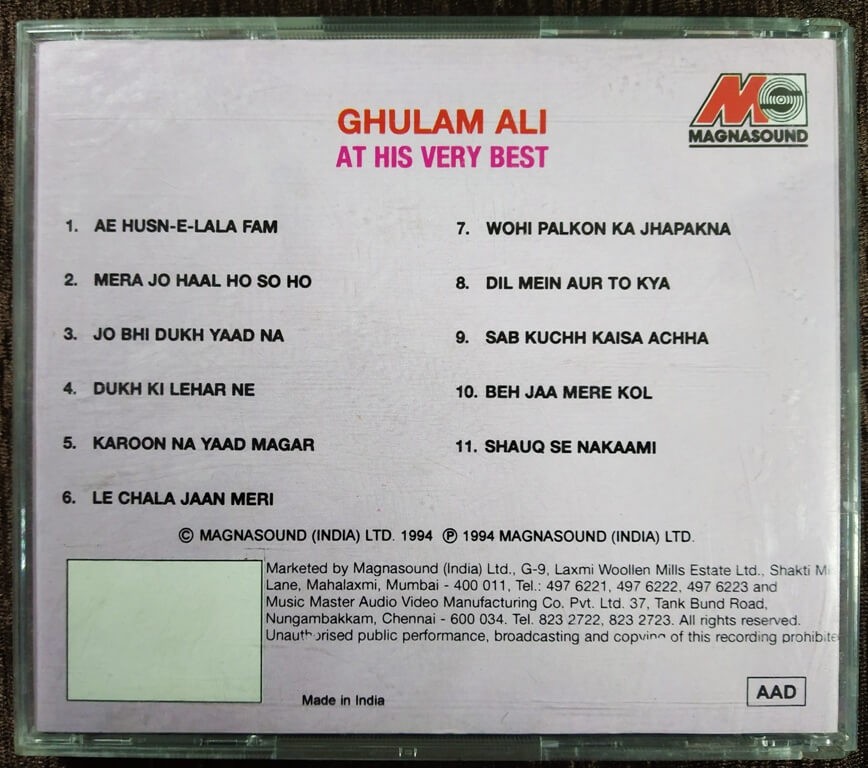 GHULAM ALI
AT HIS VERY BEST
MAGNASOUND
1. AE HUSN-E-LALA FAM
2. MERA JO HAAL HO SO HO
3. JO BHI DUKH YAAD NA
4. DUKH KI LEHAR NE
5. KAROON NA YAAD MAGAR
6. LE CHALA JAAN MERI
7. WOHI PALKON KA JHAPAKNA
8. DIL MEIN AUR TO KYA
9. SAB KUCHH KAISA ACHHA
10. BEH JAA MERE KOL
11. SHAUQ SE NAKAAMI
© MAGNASOUND (INDIA) LTD. 1994 ℗ 1994 MAGNASOUND (INDIA) LTD.
Marketed by Magnasound (India) Ltd., G-9, Laxmi Woollen Mills Estate Ltd., Shakti
Lane, Mahalaxmi, Mumbai - 400 011, Tel.: 497 6221, 497 6222, 497 6223 and
Music Master Audio Video Manufacturing Co. Pvt. Ltd. 37, Tank Bund Road,
Nungambakkam, Chennai - 600 034. Tel. 823 2722, 823 2723. All rights reserved.
Unauthorised public performance, broadcasting and copying of this recording
Made in India
AAD